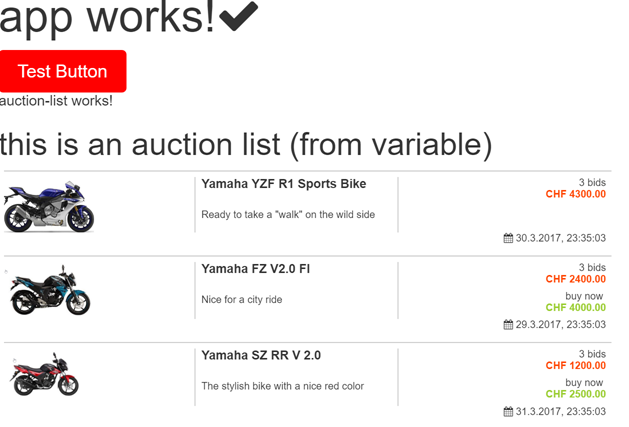 app works!
Test Button
auction-list works!
this is an auction list (from variable)
Yamaha YZF R1 Sports Bike
Ready to take a "walk" on the wild side
3 bids
CHF 4300.00
30.3.2017, 23:35:03
Yamaha FZ V2.0 FI
Nice for a city ride
3 bids
CHF 2400.00
buy now
CHF 4000.00
29.3.2017, 23:35:03
Yamaha SZ RR V 2.0
The stylish bike with a nice red color
3 bids
CHF 1200.00
buy now
CHF 2500.00
31.3.2017, 23:35:03